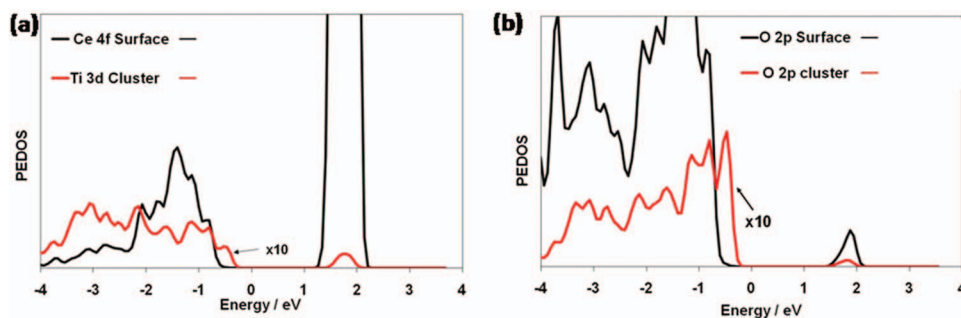 (a)
Ce 4f Surface
Ti 3d Cluster
PEDOS
x10
-4 -3 -2 -1 0 1 2 3 4
Energy / eV
(b)
O 2p Surface
O 2p cluster
PEDOS
x10
-4 -3 -2 -1 0 1 2 3 4
Energy / eV